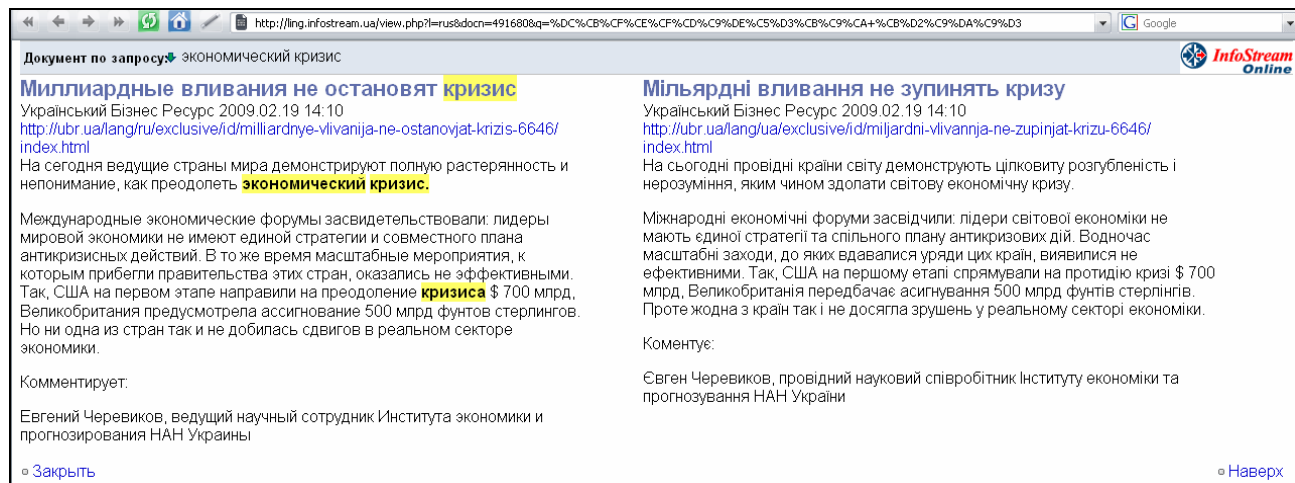 http://ling.infostream.ua/view.php?l=rus&docn=491680&q=%DC%CB%CF%CE%CF%CD%C9%DE%C5%D3%CB%C9%CA+%CB%D2%C9%DA%C9%D3
Google
Документ по запросу: экономический кризис
InfoStream
Online
Миллиардные вливания не остановят кризис
Український Бізнес Ресурс 2009.02.19 14:10
http://ubr.ua/lang/ru/exclusive/id/milliardnye-vlivanija-ne-ostanovjat-krizis-6646/
index.html
На сегодня ведущие страны мира демонстрируют полную растерянность и
непонимание, как преодолеть экономический кризис.
Международные экономические форумы засвидетельствовали: лидеры
мировой экономики не имеют единой стратегии и совместного плана
антикризисных действий. В то же время масштабные мероприятия, к
которым прибегли правительства этих стран, оказались не эффективными.
Так, США на первом этапе направили на преодоление кризиса $ 700 млрд,
Великобритания предусмотрела ассигнование 500 млрд фунтов стерлингов.
Но ни одна из стран так и не добилась сдвигов в реальном секторе
экономики.
Комментирует:
Евгений Черевиков, ведущий научный сотрудник Института экономики и
прогнозирования НАН Украины
Закрыть
Мільярдні вливання не зупинять кризу
Український Бізнес Ресурс 2009.02.19 14:10
http://ubr.ua/lang/ua/exclusive/id/miljardni-vlivannja-ne-zupinjat-krizu-6646/
index.html
На сьогодні провідні країни світу демонструють цілковиту розгубленість і
нерозуміння, яким чином здолати світову економічну кризу.
Міжнародні економічні форуми засвідчили: лідери світової економіки не
мають єдиної стратегії та спільного плану антикризових дій. Водночас
масштабні заходи, до яких вдавалися уряди цих країн, виявилися не
ефективними. Так, США на першому етапі спрямували на протидію кризі $ 700
млрд, Великобританія передбачає асигнування 500 млрд фунтів стерлінгів.
Проте жодна з країн так і не досягла зрушень у реальному секторі економіки.
Коментує:
Євген Черевиков, провідний науковий співробітник Інституту економіки та
прогнозування НАН України
Наверх